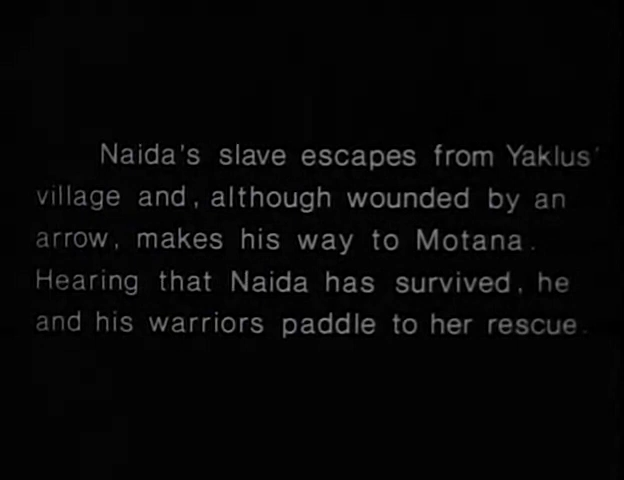 Naida's slave escapes from Yaklus'
village and, although wounded by an
arrow, makes his way to Motana.
Hearing that Naida has survived, he
and his warriors paddle to her rescue.